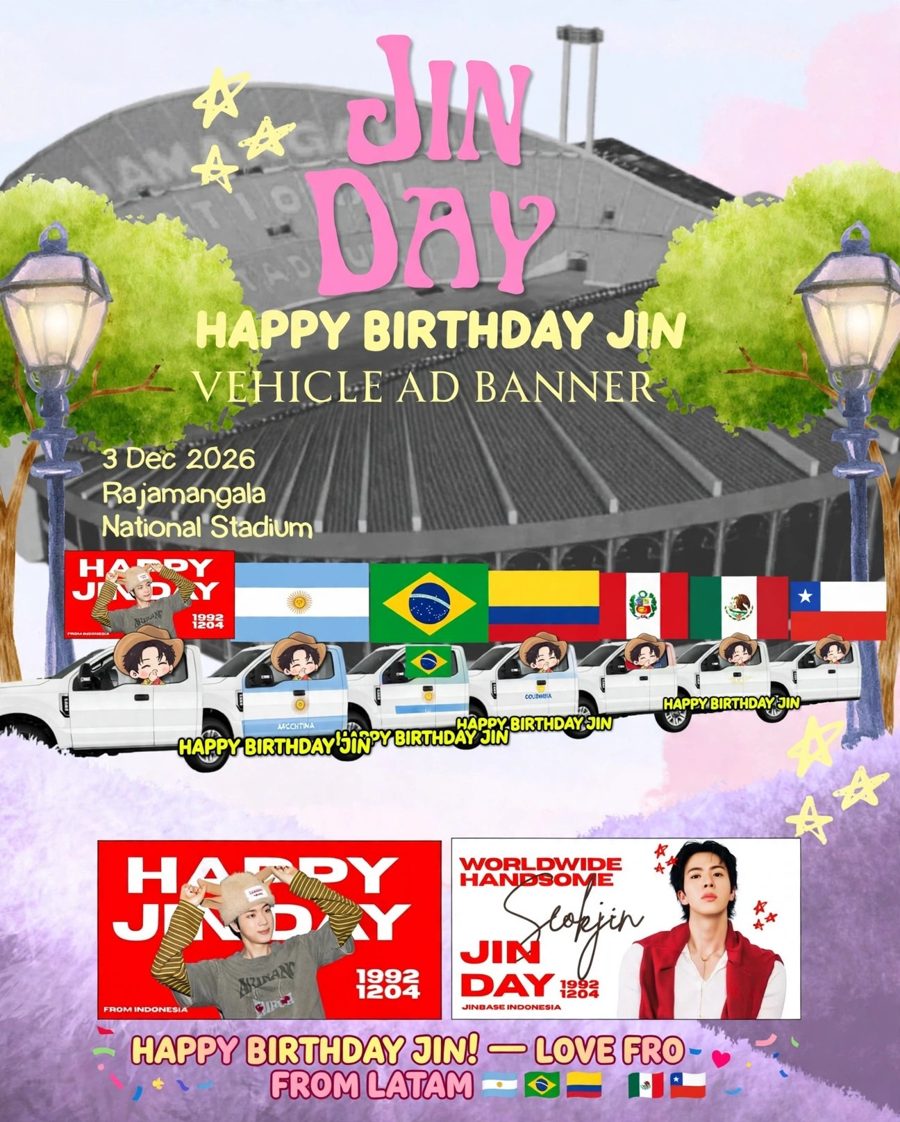 JIN
DAY
HAPPY BIRTHDAY JIN
VEHICLE AD BANNER
3 Dec 2026
Rajamangala
National Stadium
HAPPY
JIN DAY
1992
1204
FROM INDONESIA
ARGENTINA
COLOMBIA
HAPPY BIRTHDAY JIN
HAPPY BIRTHDAY JIN
HAPPY BIRTHDAY JIN
HAPPY BIRTHDAY JIN
HAPPY
JIN DAY
1992
1204
FROM INDONESIA
WORLDWIDE
HANDSOME
Seokjin
JIN
DAY
1992
1204
JINBASE INDONESIA
HAPPY BIRTHDAY JIN! — LOVE FRO
FROM LATAM